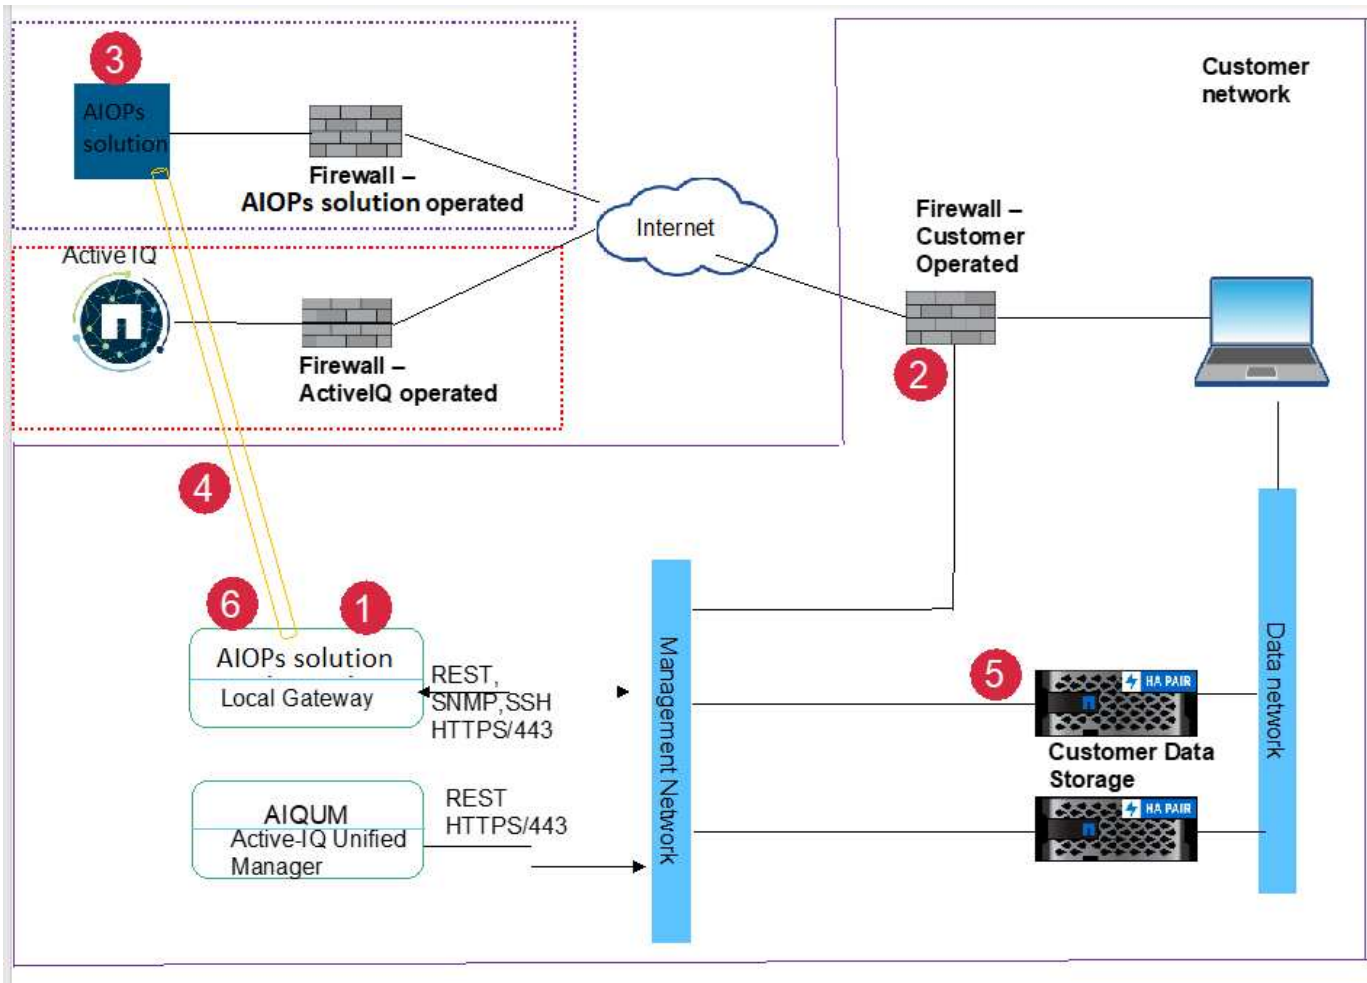 3
AIOPs
solution
Firewall –
AIOPs solution operated
Active IQ
Firewall –
ActiveIQ operated
Internet
Customer
network
Firewall –
Customer
Operated
2
4
6
1
AIOPs solution
Local Gateway
REST,
SNMP,SSH
HTTPS/443
AIQUM
Active-IQ Unified
Manager
REST
HTTPS/443
Management Network
5
HA PAIR
Customer Data
Storage
HA PAIR
Data network